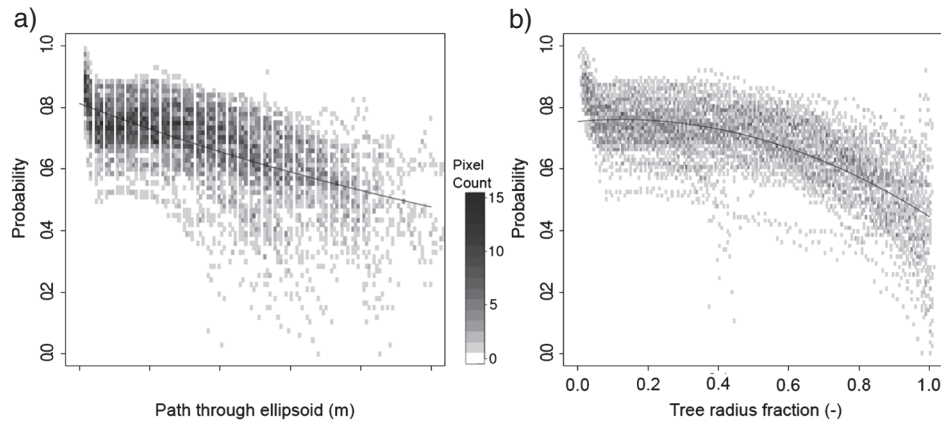 a)
Probability
1.0
0.8
0.6
0.4
0.2
0.0
Path through ellipsoid (m)
Pixel
Count
15
10
5
0
b)
Probability
1.0
0.8
0.6
0.4
0.2
0.0
0.0 0.2 0.4 0.6 0.8 1.0
Tree radius fraction (-)